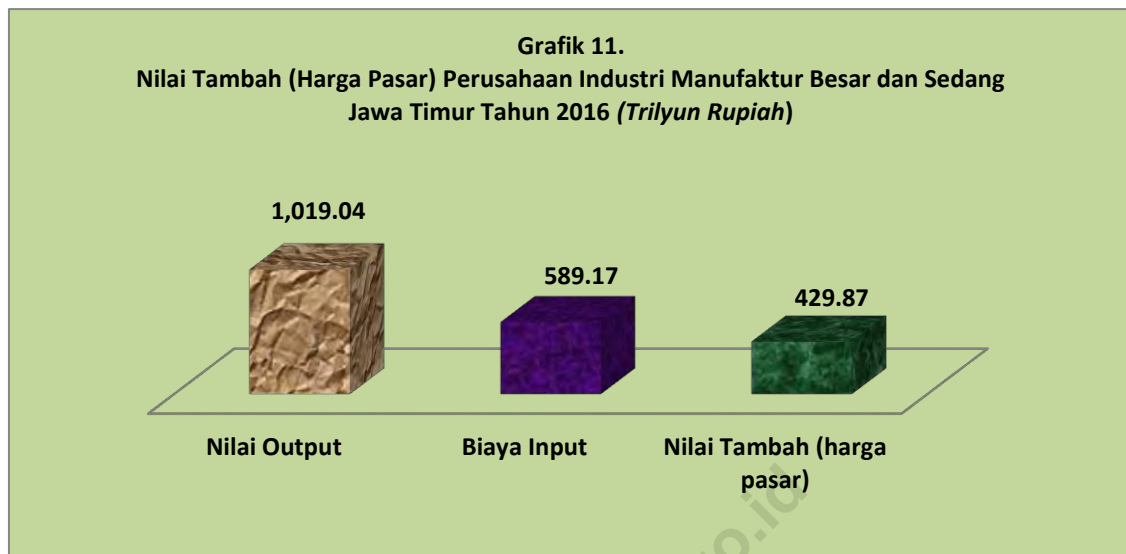 Grafik 11.
Nilai Tambah (Harga Pasar) Perusahaan Industri Manufaktur Besar dan Sedang
Jawa Timur Tahun 2016 (Trilyun Rupiah)
1,019.04
589.17
429.87
Nilai Output
Biaya Input
Nilai Tambah (harga
pasar)
o.id